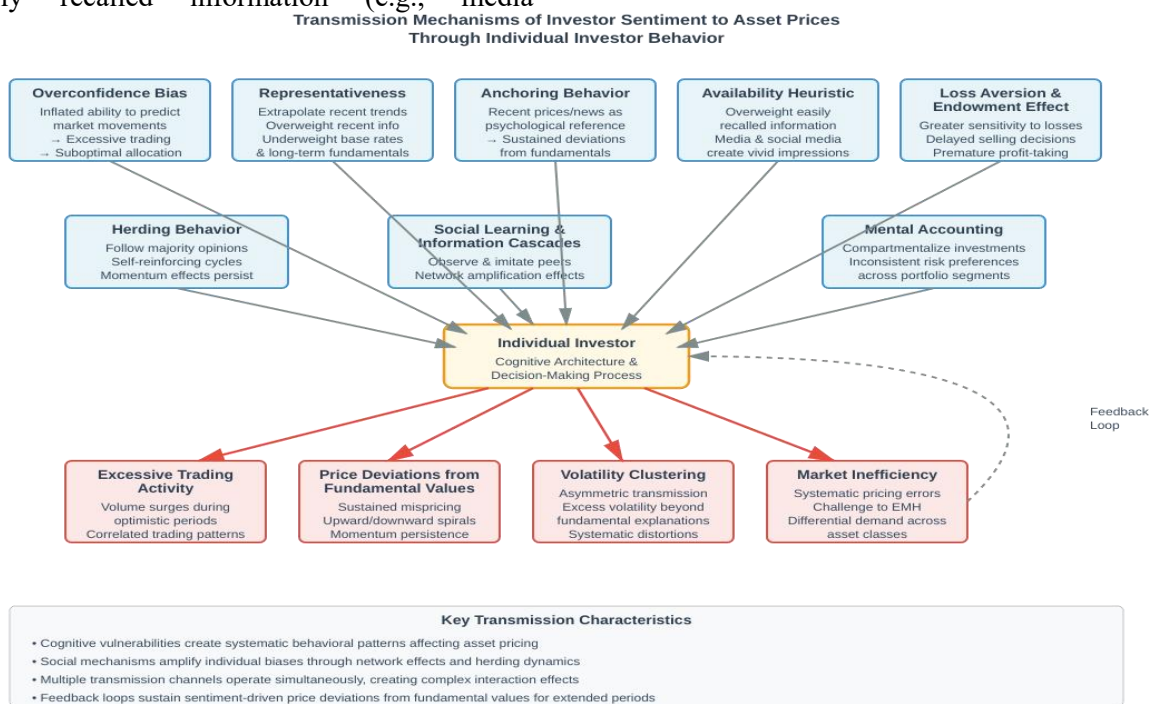 recalled information (e.g., media
Transmission Mechanisms of Investor Sentiment to Asset Prices
Through Individual Investor Behavior
Overconfidence Bias
Inflated ability to predict
market movements
→ Excessive trading
→ Suboptimal allocation
Representativeness
Extrapolate recent trends
Overweight recent info
Underweight base rates
& long-term fundamentals
Anchoring Behavior
Recent prices/news as
psychological reference
→ Sustained deviations
from fundamentals
Availability Heuristic
Overweight easily
recalled information
Media & social media
create vivid impressions
Loss Aversion &
Endowment Effect
Greater sensitivity to losses
Delayed selling decisions
Premature profit-taking
Herding Behavior
Follow majority opinions
Self-reinforcing cycles
Momentum effects persist
Social Learning &
Information Cascades
Observe & imitate peers
Network amplification effects
Mental Accounting
Compartmentalize investments
Inconsistent risk preferences
across portfolio segments
Individual Investor
Cognitive Architecture &
Decision-Making Process
Feedback
Loop
Excessive Trading
Activity
Volume surges during
optimistic periods
Correlated trading patterns
Price Deviations from
Fundamental Values
Sustained mispricing
Upward/downward spirals
Momentum persistence
Volatility Clustering
Asymmetric transmission
Excess volatility beyond
fundamental explanations
Systematic distortions
Market Inefficiency
Systematic pricing errors
Challenge to EMH
Differential demand across
asset classes
Key Transmission Characteristics
• Cognitive vulnerabilities create systematic behavioral patterns affecting asset pricing
• Social mechanisms amplify individual biases through network effects and herding dynamics
• Multiple transmission channels operate simultaneously, creating complex interaction effects
• Feedback loops sustain sentiment-driven price deviations from fundamental values for extended periods